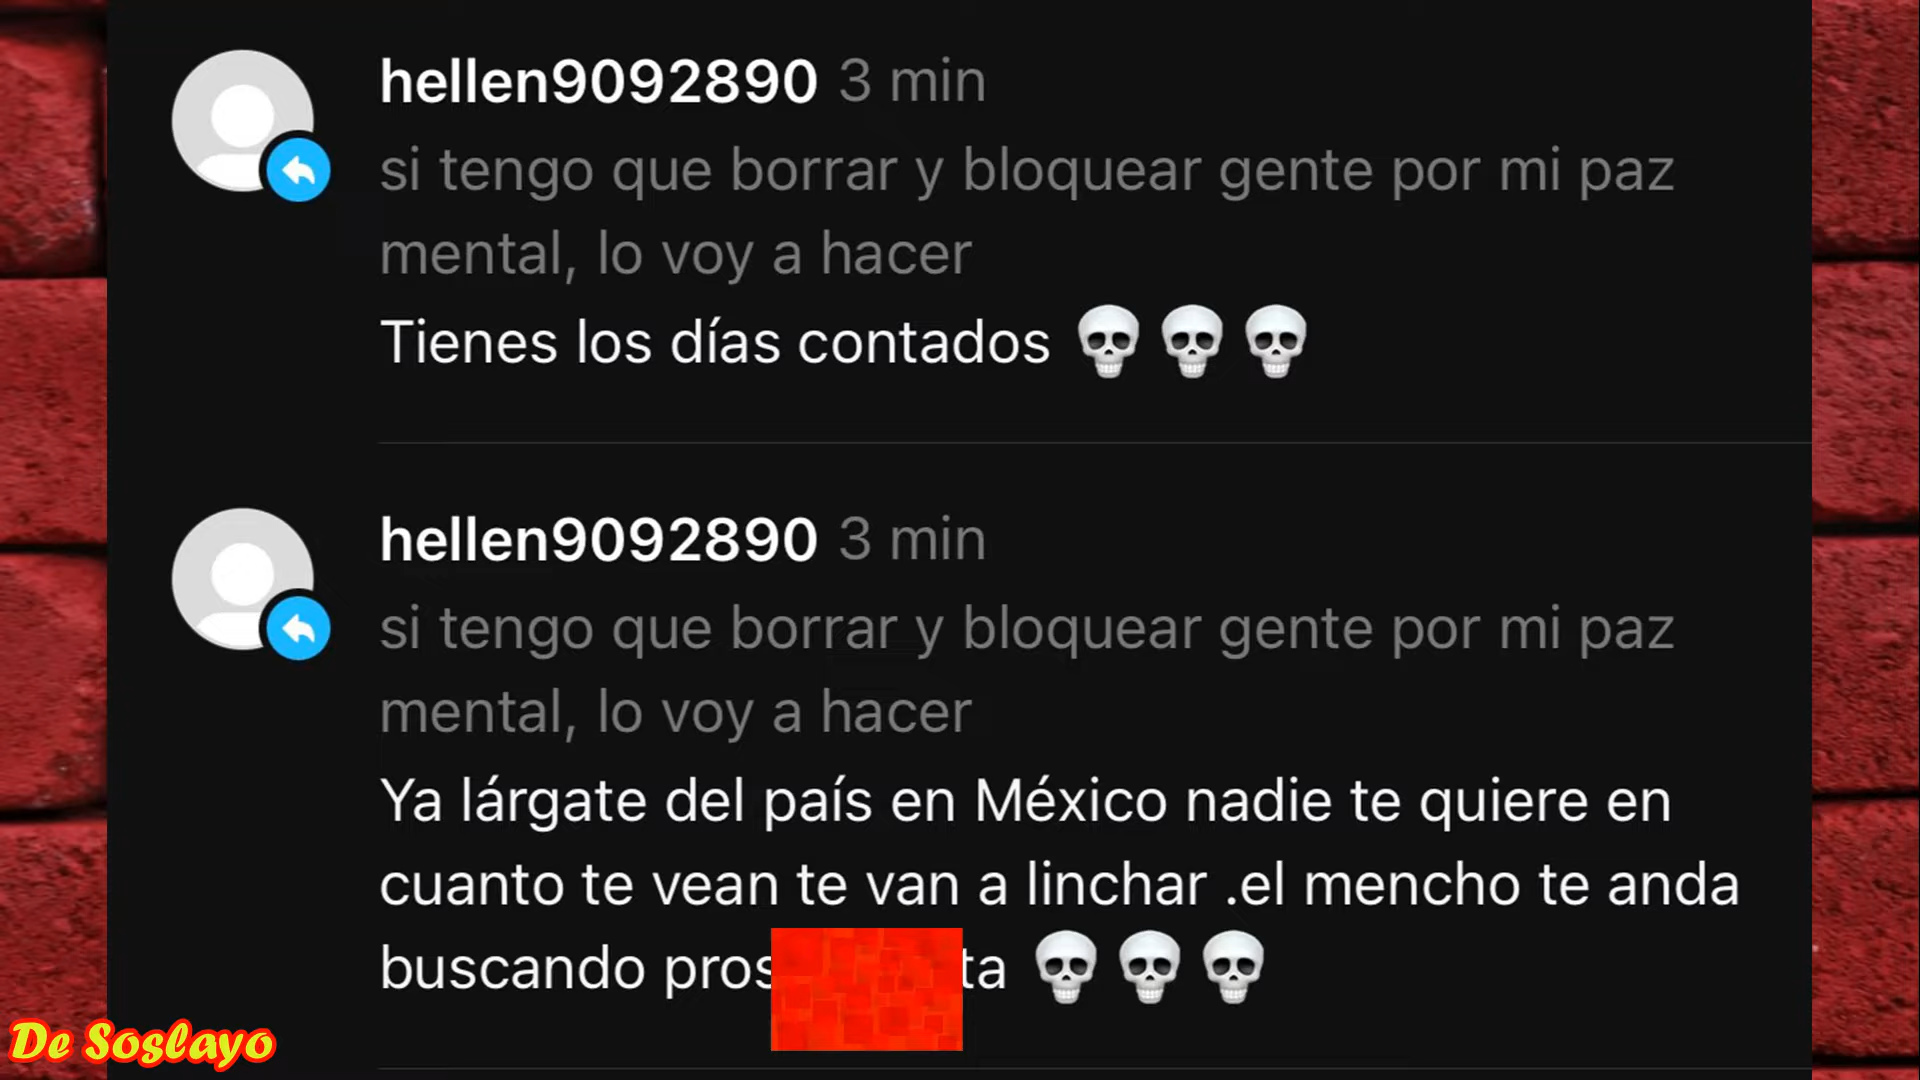 hellen9092890 3 min
si tengo que borrar y bloquear gente por mi paz
mental, lo voy a hacer
Tienes los días contados 💀 💀 💀
hellen9092890 3 min
si tengo que borrar y bloquear gente por mi paz
mental, lo voy a hacer
Ya lárgate del país en México nadie te quiere en
cuanto te vean te van a linchar .el mencho te anda
buscando 💀 💀 💀
De Soslayo